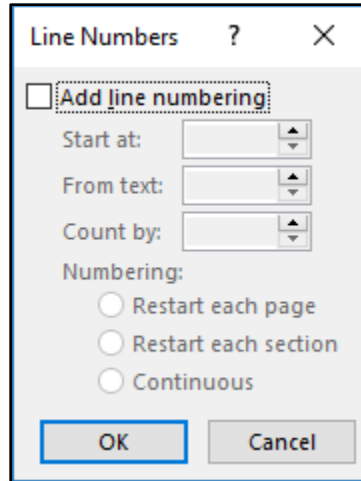 Line Numbers ?
Add line numbering
Start at:
From text:
Count by:
Numbering:
Restart each page
Restart each section
Continuous
OK Cancel